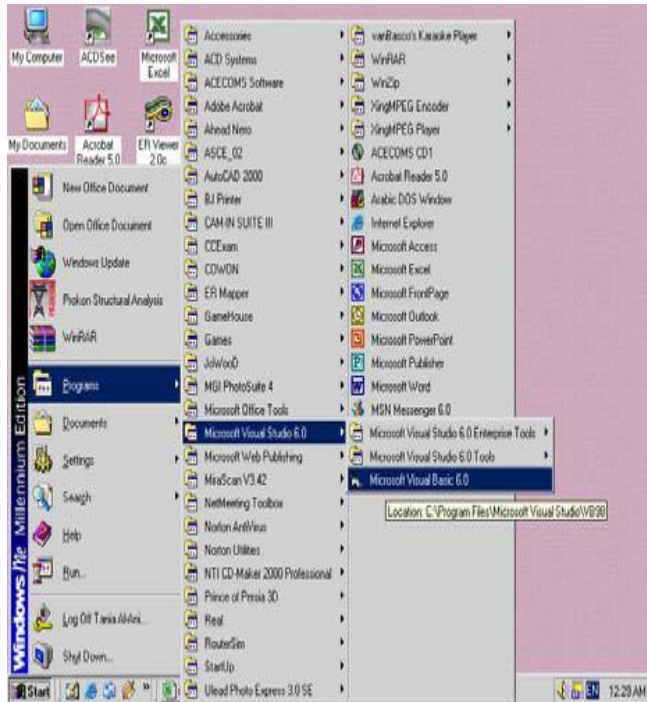 My Computer
ACDSee
Microsoft
Excel
My Documents
Acrobat
Reader 5.0
ER Viewer
2.0c
New Office Document
Open Office Document
Windows Update
Prokon Structural Analysis
WinRAR
Programs
Documents
Settings
Search
Help
Run...
Log Off Tania Al-Ani...
Shut Down...
Windows Me Millennium Edition
Accessories
ACD Systems
ACECOMS Software
Adobe Acrobat
Ahead Nero
ASCE_02
AutoCAD 2000
BJ Printer
CAM-IN SUITE III
CCExam
COWON
ER Mapper
GameHouse
Games
JoWooD
MGI PhotoSuite 4
Microsoft Office Tools
Microsoft Visual Studio 6.0
Microsoft Web Publishing
MiraScan V3.42
NetMeeting Toolbox
Norton AntiVirus
Norton Utilities
NTI CD-Maker 2000 Professional
Prince of Persia 3D
Real
RouterSim
StartUp
Ulead Photo Express 3.0 SE
vanBasco's Karaoke Player
WinRAR
WinZip
XingMPEG Encoder
XingMPEG Player
ACECOMS CD1
Acrobat Reader 5.0
Arabic DOS Window
Internet Explorer
Microsoft Access
Microsoft Excel
Microsoft FrontPage
Microsoft Outlook
Microsoft PowerPoint
Microsoft Publisher
Microsoft Word
MSN Messenger 6.0
Microsoft Visual Studio 6.0 Enterprise Tools
Microsoft Visual Studio 6.0 Tools
Microsoft Visual Basic 6.0
Location: C:\Program Files\Microsoft Visual Studio\VB98
Start
»
EN
12:28 AM